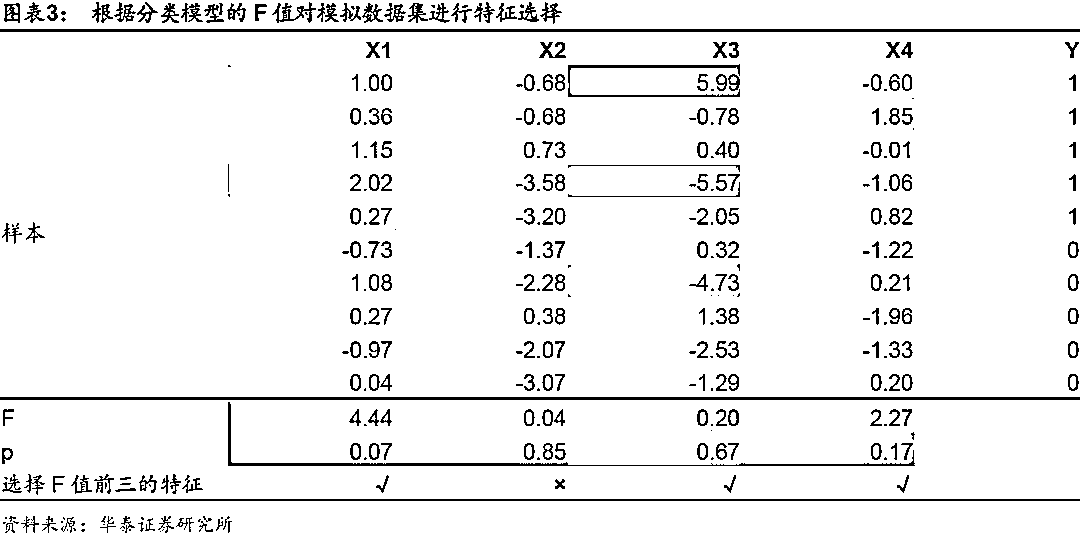 图表3： 根据分类模型的 F 值对模拟数据集进行特征选择
X1 X2 X3 X4 Y
1.00 -0.68 5.99 -0.60 1
0.36 -0.68 -0.78 1.85 1
1.15 0.73 0.40 -0.01 1
2.02 -3.58 -5.57 -1.06 1
0.27 -3.20 -2.05 0.82 1
样本
-0.73 -1.37 0.32 -1.22 0
1.08 -2.28 -4.73 0.21 0
0.27 0.38 1.38 -1.96 0
-0.97 -2.07 -2.53 -1.33 0
0.04 -3.07 -1.29 0.20 0
F 4.44 0.04 0.20 2.27
p 0.07 0.85 0.67 0.17
选择 F 值前三的特征 √ × √ √
资料来源：华泰证券研究所